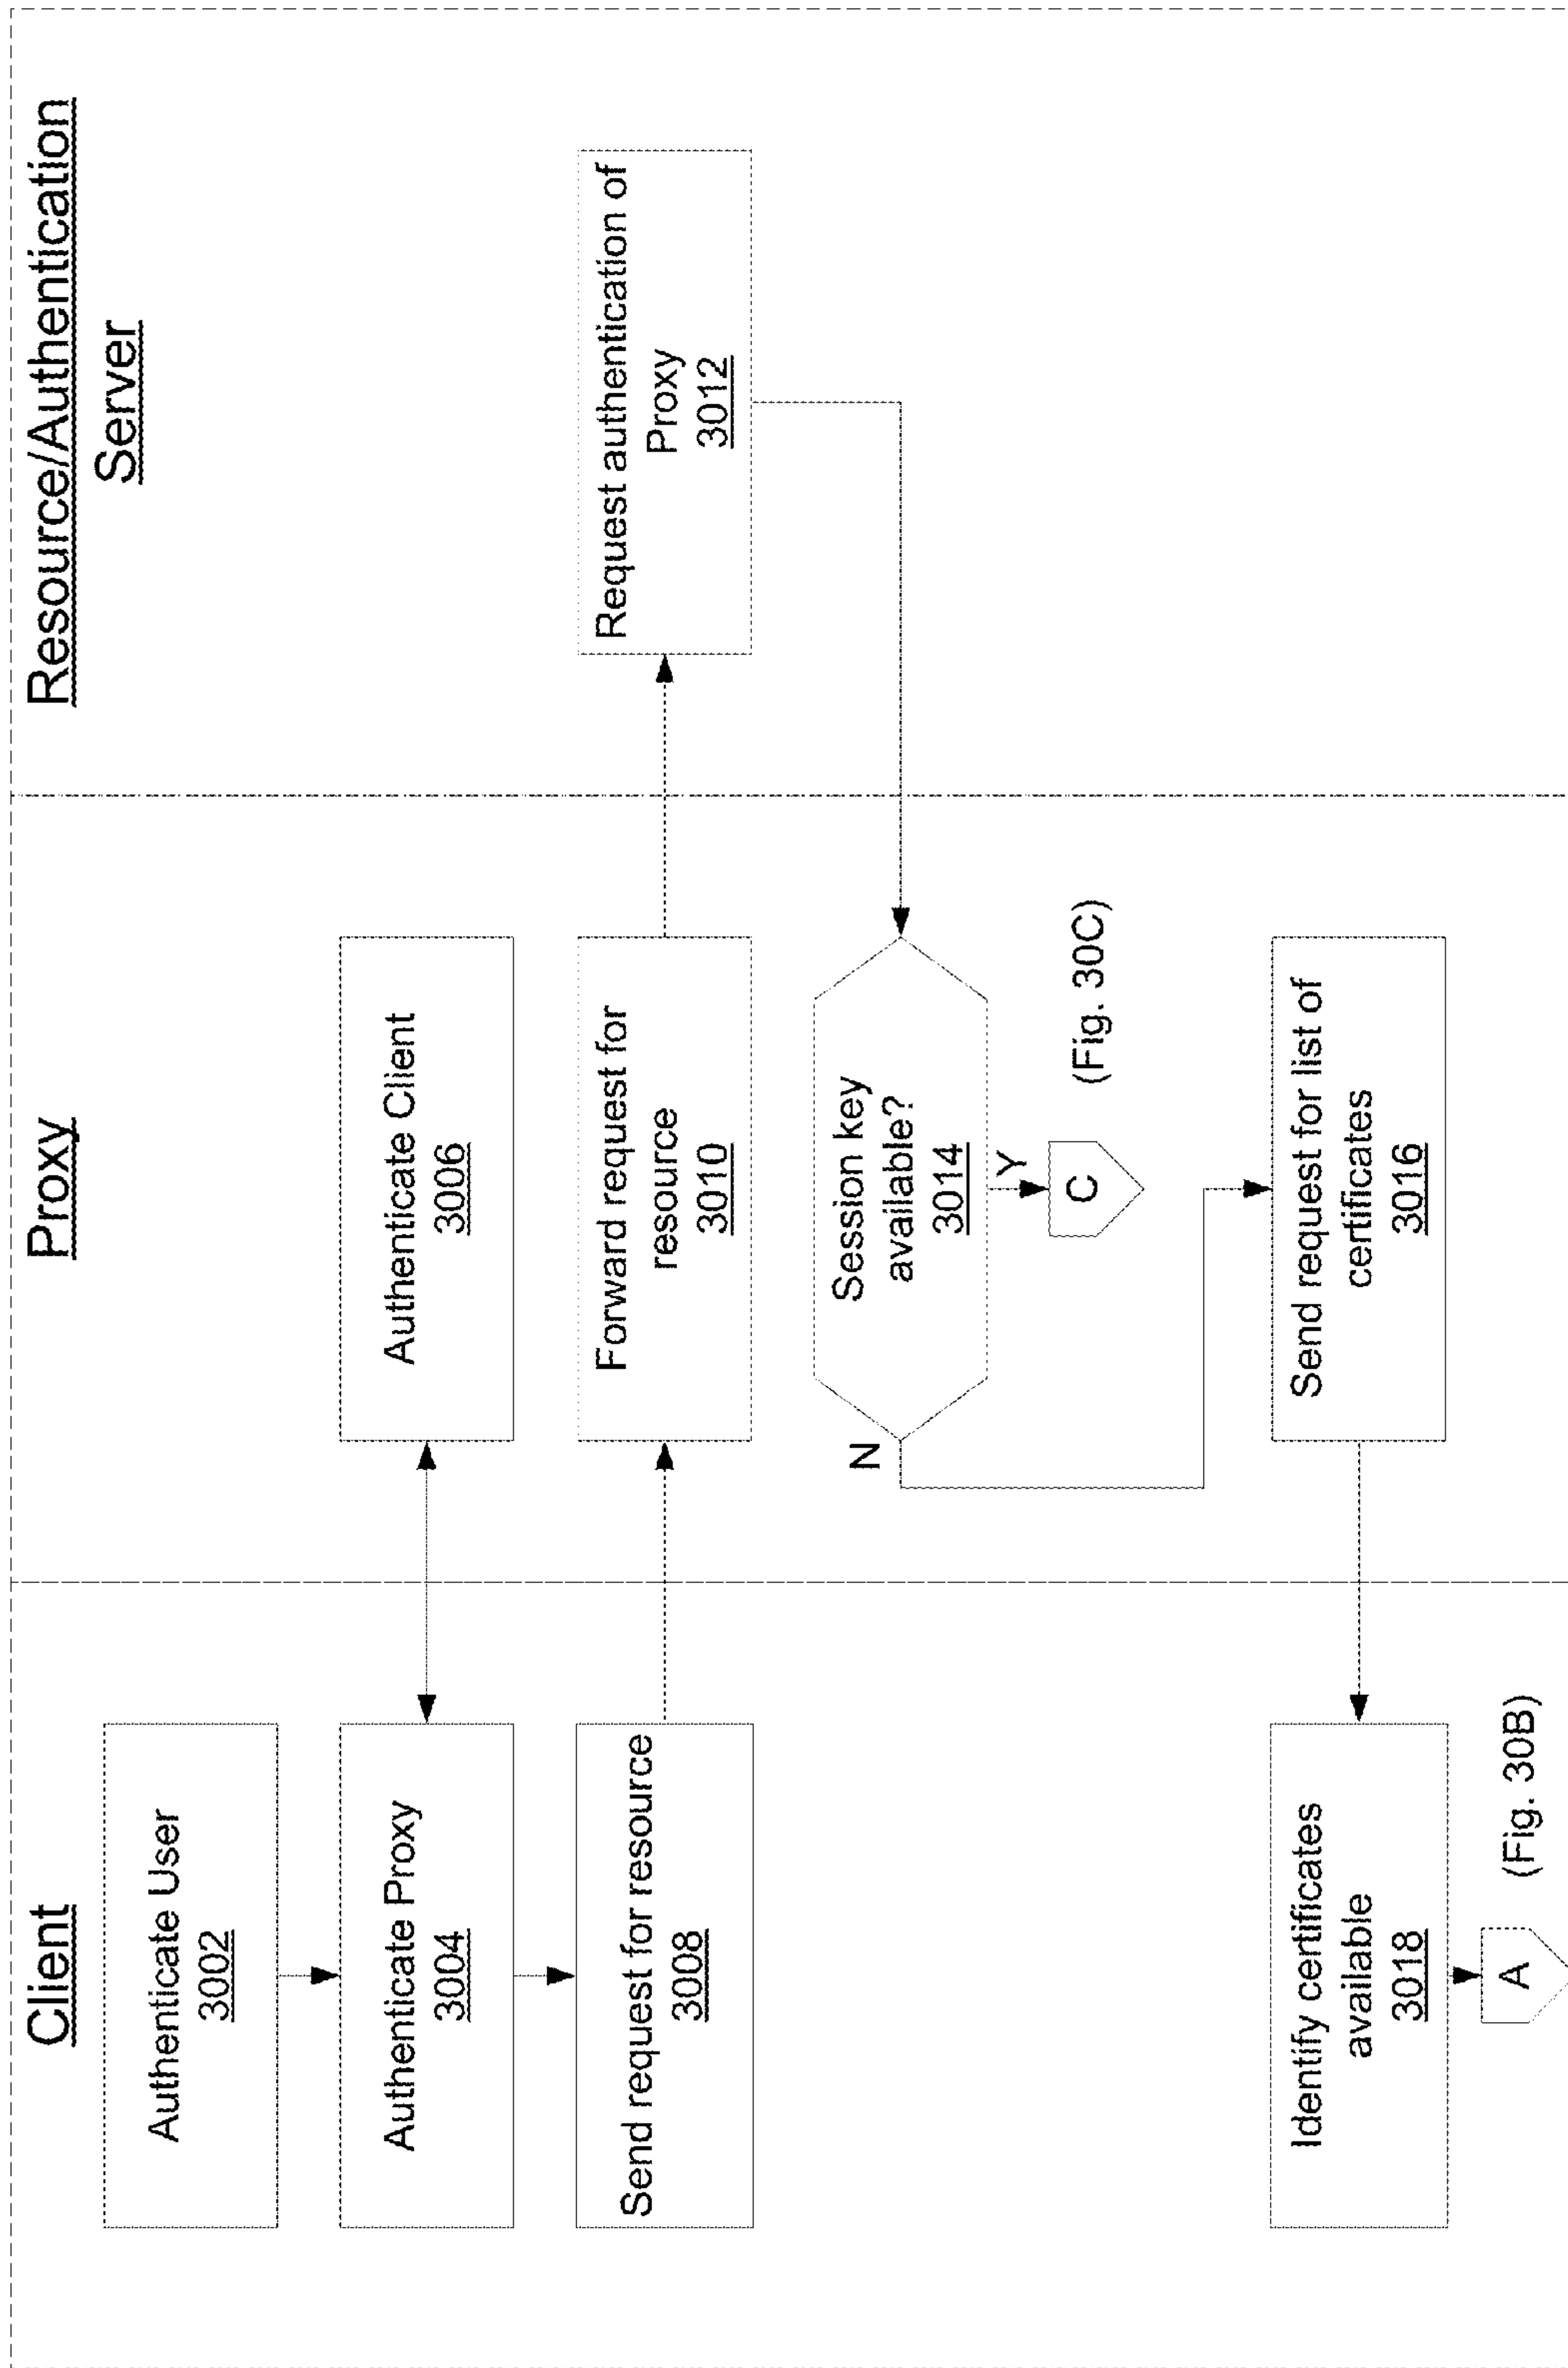 Client
Proxy
Resource/Authentication
Server
Authenticate User
3002
Authenticate Proxy
3004
Authenticate Client
3006
Send request for resource
3008
Forward request for
resource
3010
Request authentication of
Proxy
3012
Session key
available?
3014
N
Y
C
(Fig. 30C)
Send request for list of
certificates
3016
Identify certificates
available
3018
A
(Fig. 30B)